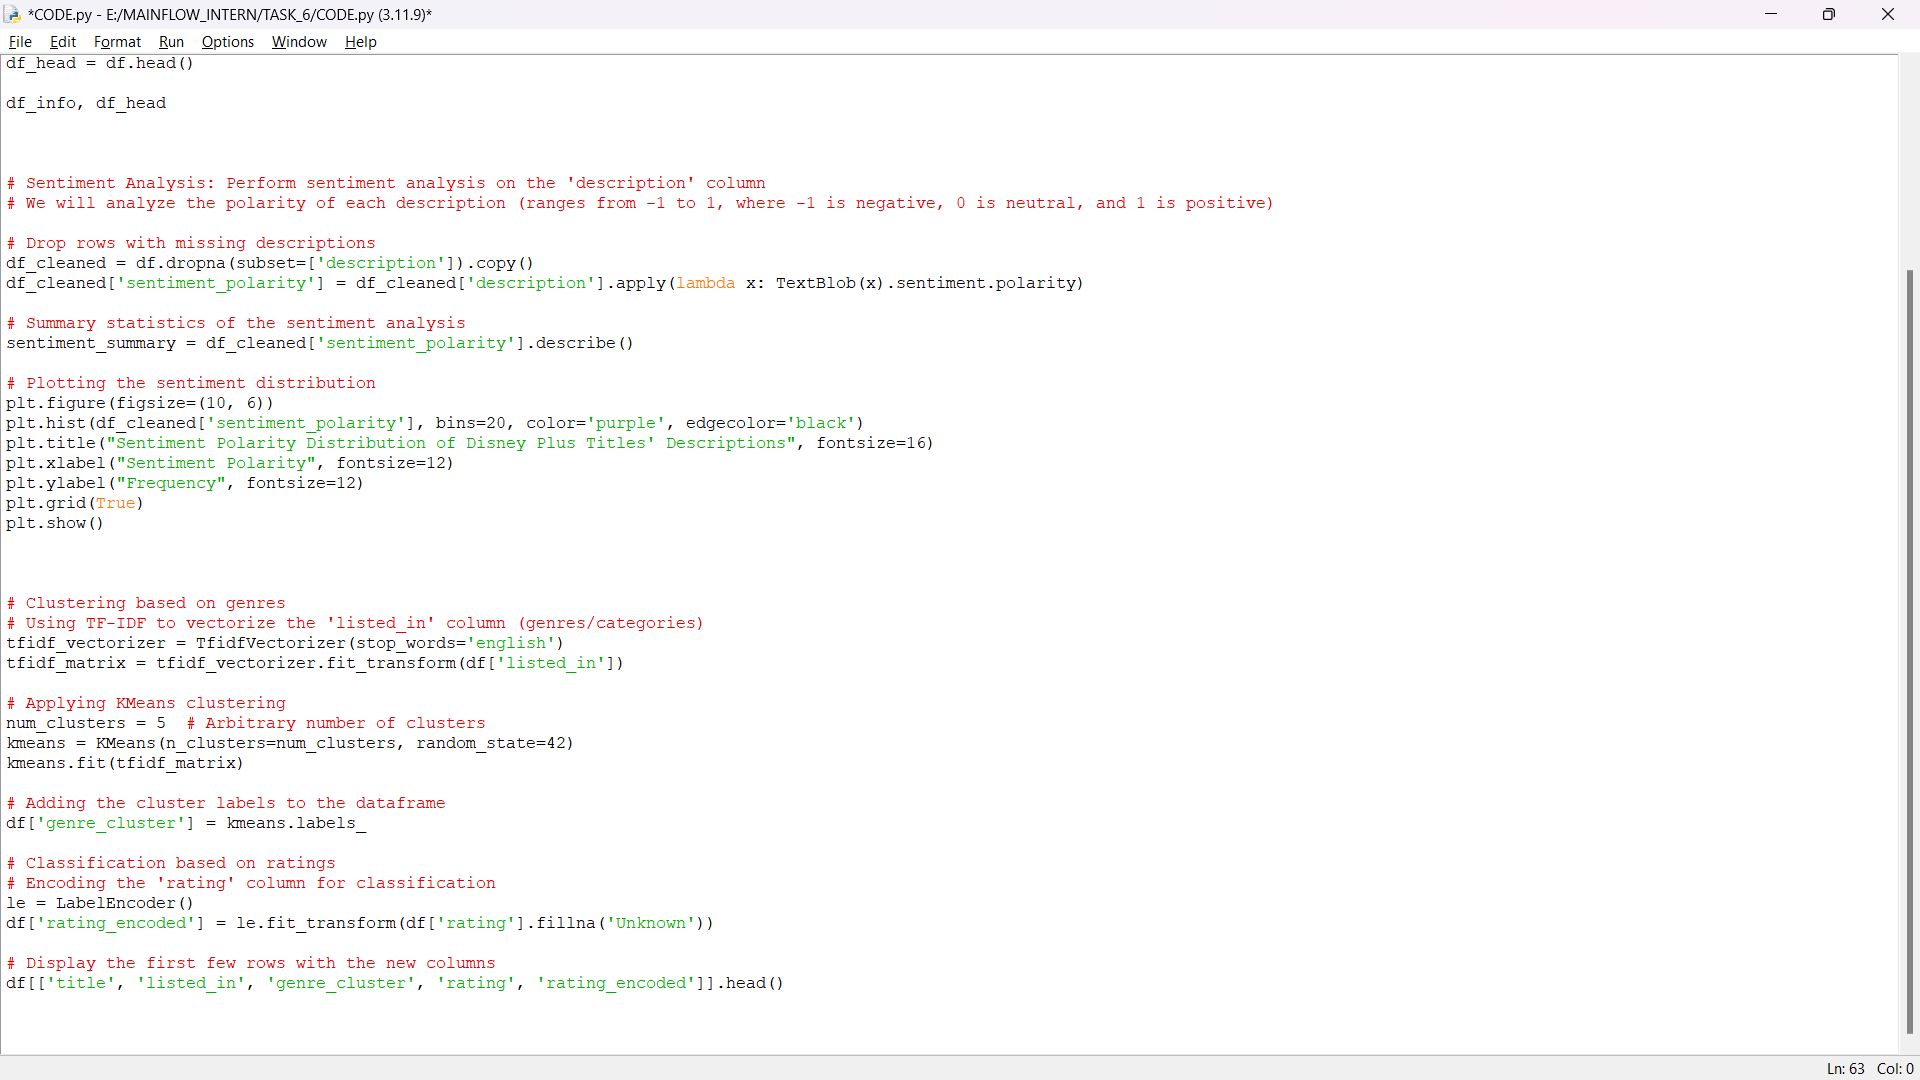 *CODE.py - E:/MAINFLOW_INTERN/TASK_6/CODE.py (3.11.9)*
File Edit Format Run Options Window Help
df_head = df.head()
df_info, df_head
# Sentiment Analysis: Perform sentiment analysis on the 'description' column
# We will analyze the polarity of each description (ranges from -1 to 1, where -1 is negative, 0 is neutral, and 1 is positive)
# Drop rows with missing descriptions
df_cleaned = df.dropna(subset=['description']).copy()
df_cleaned['sentiment_polarity'] = df_cleaned['description'].apply(lambda x: TextBlob(x).sentiment.polarity)
# Summary statistics of the sentiment analysis
sentiment_summary = df_cleaned['sentiment_polarity'].describe()
# Plotting the sentiment distribution
plt.figure(figsize=(10, 6))
plt.hist(df_cleaned['sentiment_polarity'], bins=20, color='purple', edgecolor='black')
plt.title("Sentiment Polarity Distribution of Disney Plus Titles' Descriptions", fontsize=16)
plt.xlabel("Sentiment Polarity", fontsize=12)
plt.ylabel("Frequency", fontsize=12)
plt.grid(True)
plt.show()
# Clustering based on genres
# Using TF-IDF to vectorize the 'listed_in' column (genres/categories)
tfidf_vectorizer = TfidfVectorizer(stop_words='english')
tfidf_matrix = tfidf_vectorizer.fit_transform(df['listed_in'])
# Applying KMeans clustering
num_clusters = 5  # Arbitrary number of clusters
kmeans = KMeans(n_clusters=num_clusters, random_state=42)
kmeans.fit(tfidf_matrix)
# Adding the cluster labels to the dataframe
df['genre_cluster'] = kmeans.labels_
# Classification based on ratings
# Encoding the 'rating' column for classification
le = LabelEncoder()
df['rating_encoded'] = le.fit_transform(df['rating'].fillna('Unknown'))
# Display the first few rows with the new columns
df[['title', 'listed_in', 'genre_cluster', 'rating', 'rating_encoded']].head()
Ln: 63 Col: 0